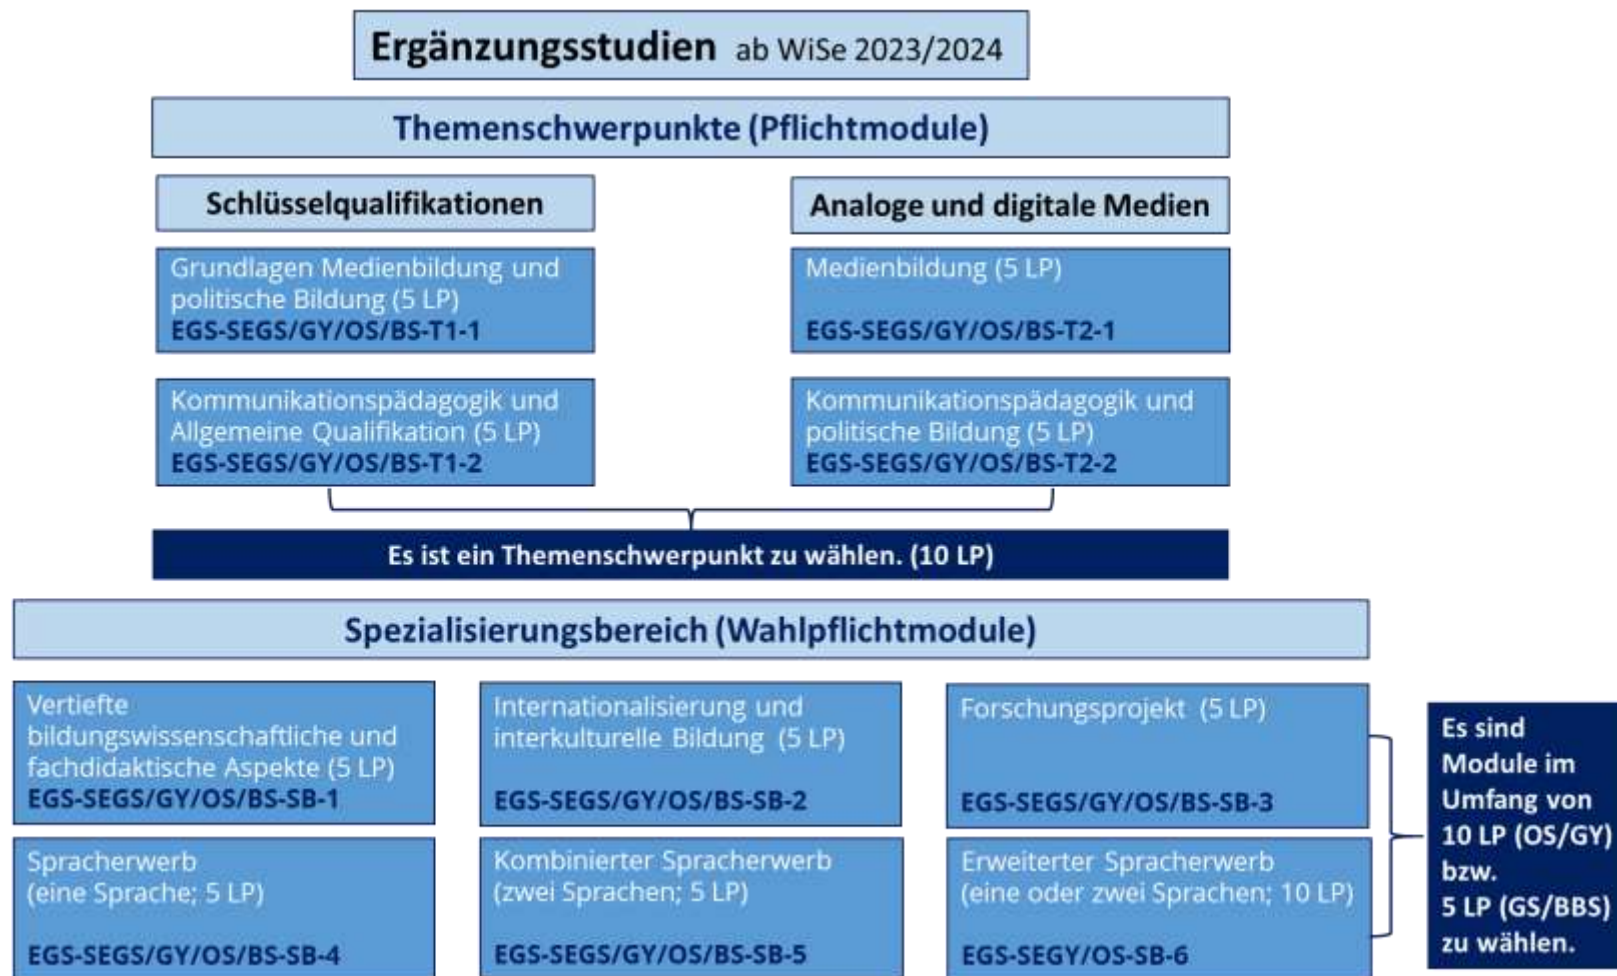 Ergänzungsstudien ab WiSe 2023/2024
Themenschwerpunkte (Pflichtmodule)
Schlüsselqualifikationen
Grundlagen Medienbildung und
politische Bildung (5 LP)
EGS-SEGS/GY/OS/BS-T1-1
Kommunikationspädagogik und
Allgemeine Qualifikation (5 LP)
EGS-SEGS/GY/OS/BS-T1-2
Analoge und digitale Medien
Medienbildung (5 LP)
EGS-SEGS/GY/OS/BS-T2-1
Kommunikationspädagogik und
politische Bildung (5 LP)
EGS-SEGS/GY/OS/BS-T2-2
Es ist ein Themenschwerpunkt zu wählen. (10 LP)
Spezialisierungsbereich (Wahlpflichtmodule)
Vertiefte
bildungswissenschaftliche und
fachdidaktische Aspekte (5 LP)
EGS-SEGS/GY/OS/BS-SB-1
Internationalisierung und
interkulturelle Bildung (5 LP)
EGS-SEGS/GY/OS/BS-SB-2
Forschungsprojekt (5 LP)
EGS-SEGS/GY/OS/BS-SB-3
Spracherwerb
(eine Sprache; 5 LP)
EGS-SEGS/GY/OS/BS-SB-4
Kombinierter Spracherwerb
(zwei Sprachen; 5 LP)
EGS-SEGS/GY/OS/BS-SB-5
Erweiterter Spracherwerb
(eine oder zwei Sprachen; 10 LP)
EGS-SEGY/OS-SB-6
Es sind
Module im
Umfang von
10 LP (OS/GY)
bzw.
5 LP (GS/BBS)
zu wählen.